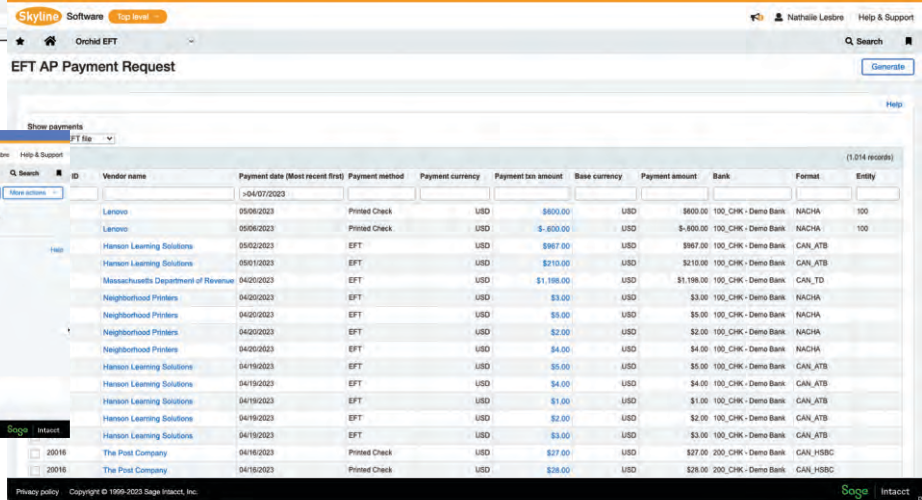 Skyline Software Top level
Nathalie Lesbre Help & Support
Orchid EFT
Search
EFT AP Payment Request
Generate
Help
Show payments
FT file
(1,014 records)
ID Vendor name Payment date (Most recent first) Payment method Payment currency Payment txn amount Base currency Payment amount Bank Format Entity
>04/07/2023
Lenovo 05/06/2023 Printed Check USD $600.00 USD $600.00 100_CHK - Demo Bank NACHA 100
Lenovo 05/06/2023 Printed Check USD $-,600.00 USD $-,600.00 100_CHK - Demo Bank NACHA 100
Hanson Learning Solutions 05/02/2023 EFT USD $967.00 USD $967.00 100_CHK - Demo Bank CAN_ATB
Hanson Learning Solutions 05/01/2023 EFT USD $210.00 USD $210.00 100_CHK - Demo Bank CAN_ATB
Massachusetts Department of Revenue 04/20/2023 EFT USD $1,198.00 USD $1,198.00 100_CHK - Demo Bank CAN_TD
Neighborhood Printers 04/20/2023 EFT USD $3.00 USD $3.00 100_CHK - Demo Bank NACHA
Neighborhood Printers 04/20/2023 EFT USD $5.00 USD $5.00 100_CHK - Demo Bank NACHA
Neighborhood Printers 04/20/2023 EFT USD $2.00 USD $2.00 100_CHK - Demo Bank NACHA
Neighborhood Printers 04/20/2023 EFT USD $4.00 USD $4.00 100_CHK - Demo Bank NACHA
Hanson Learning Solutions 04/19/2023 EFT USD $5.00 USD $5.00 100_CHK - Demo Bank CAN_ATB
Hanson Learning Solutions 04/19/2023 EFT USD $4.00 USD $4.00 100_CHK - Demo Bank CAN_ATB
Hanson Learning Solutions 04/19/2023 EFT USD $1.00 USD $1.00 100_CHK - Demo Bank CAN_ATB
Hanson Learning Solutions 04/19/2023 EFT USD $2.00 USD $2.00 100_CHK - Demo Bank CAN_ATB
Hanson Learning Solutions 04/19/2023 EFT USD $3.00 USD $3.00 100_CHK - Demo Bank CAN_ATB
20016 The Post Company 04/16/2023 Printed Check USD $27.00 USD $27.00 200_CHK - Demo Bank CAN_HSBC
20016 The Post Company 04/16/2023 Printed Check USD $28.00 USD $28.00 200_CHK - Demo Bank CAN_HSBC
Privacy policy Copyright © 1999-2023 Sage Intacct, Inc.
Sage Intacct
Help & Support
Search
More actions
Help
Sage Intacct